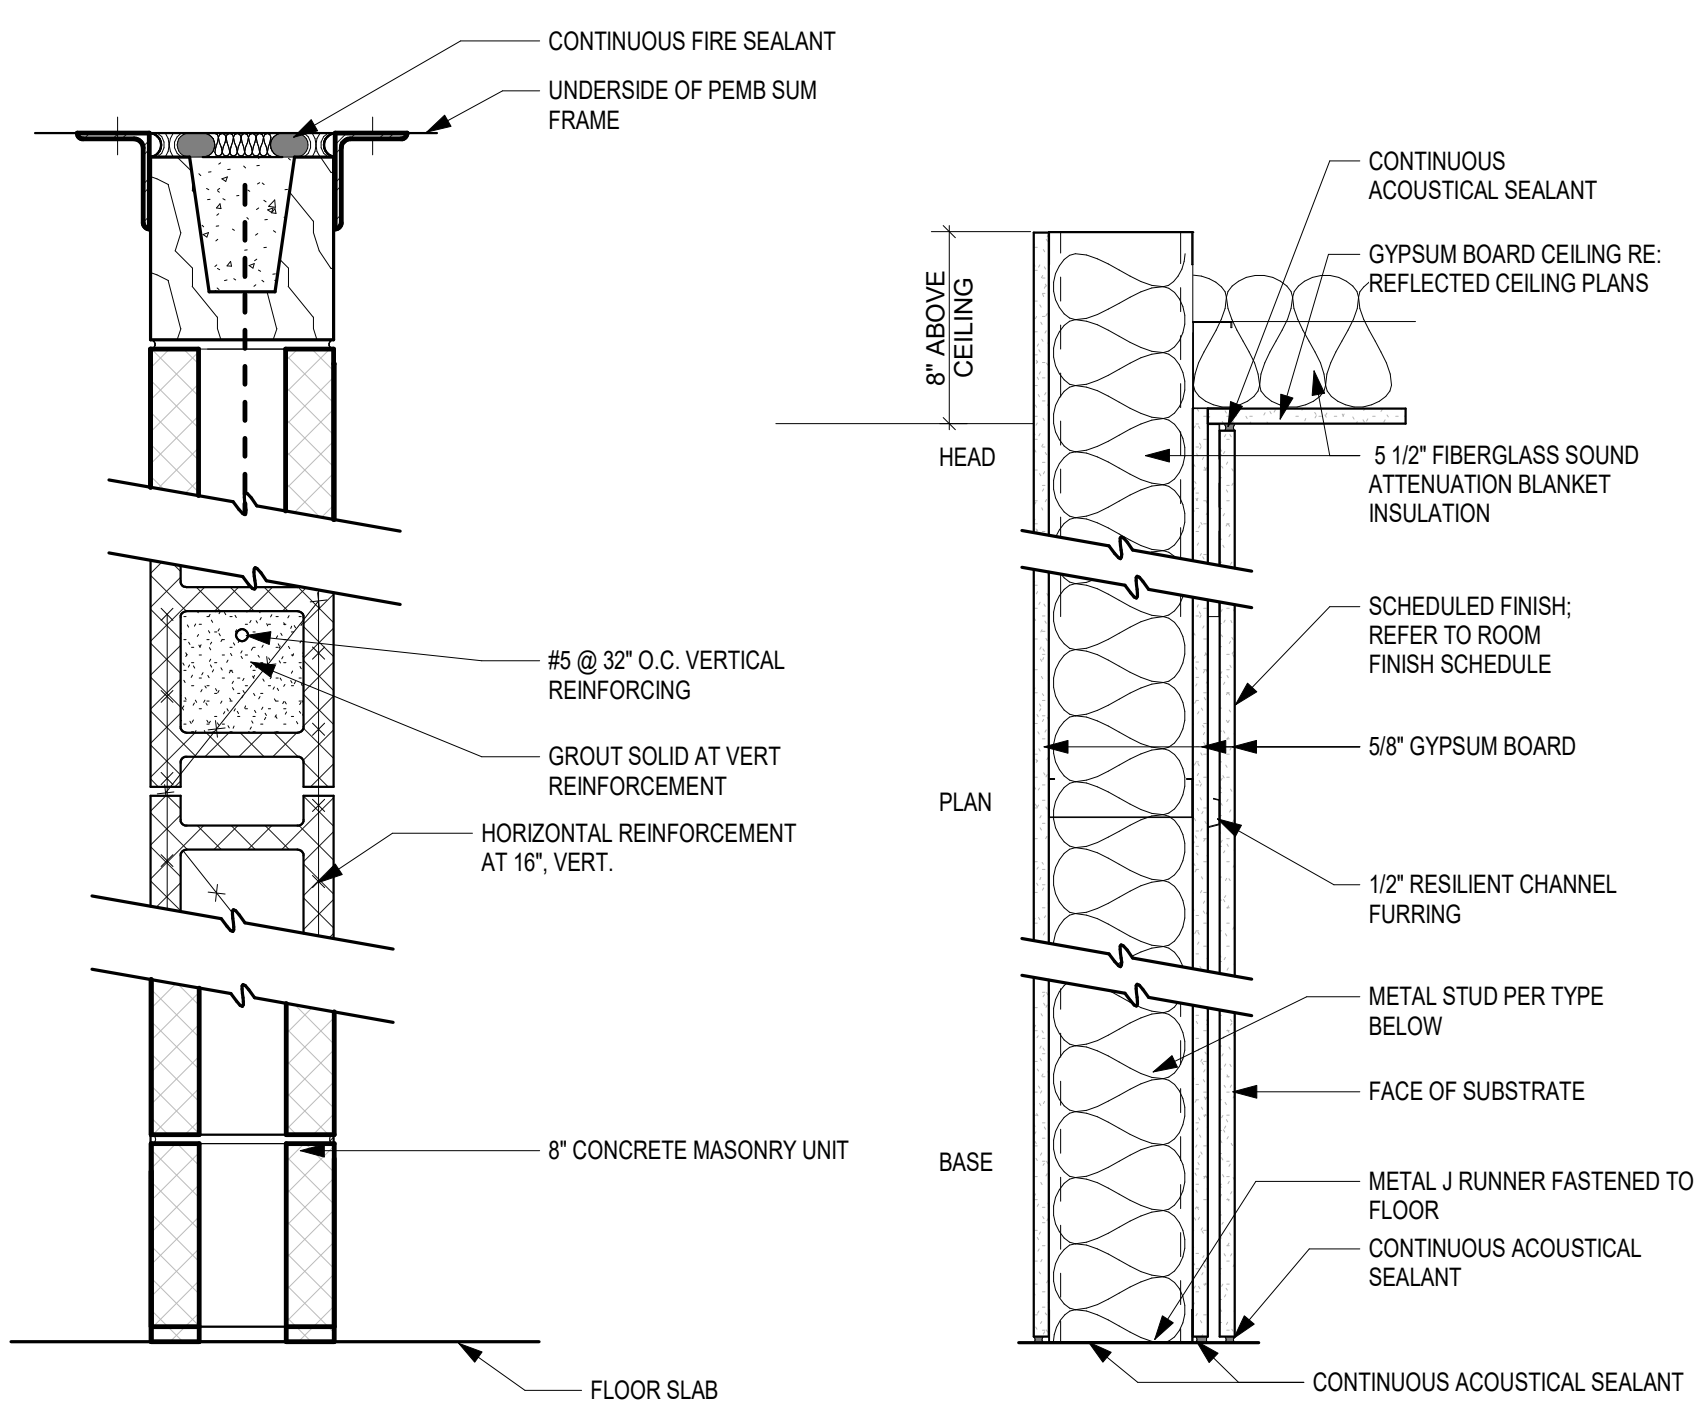 CONTINUOUS FIRE SEALANT
UNDERSIDE OF PEMB SUM
FRAME
#5 @ 32" O.C. VERTICAL
REINFORCING
GROUT SOLID AT VERT
REINFORCEMENT
HORIZONTAL REINFORCEMENT
AT 16", VERT.
8" CONCRETE MASONRY UNIT
FLOOR SLAB
8" ABOVE
CEILING
HEAD
PLAN
BASE
CONTINUOUS
ACOUSTICAL SEALANT
GYPSUM BOARD CEILING RE:
REFLECTED CEILING PLANS
5 1/2" FIBERGLASS SOUND
ATTENUATION BLANKET
INSULATION
SCHEDULED FINISH;
REFER TO ROOM
FINISH SCHEDULE
5/8" GYPSUM BOARD
1/2" RESILIENT CHANNEL
FURRING
METAL STUD PER TYPE
BELOW
FACE OF SUBSTRATE
METAL J RUNNER FASTENED TO
FLOOR
CONTINUOUS ACOUSTICAL
SEALANT
CONTINUOUS ACOUSTICAL SEALANT